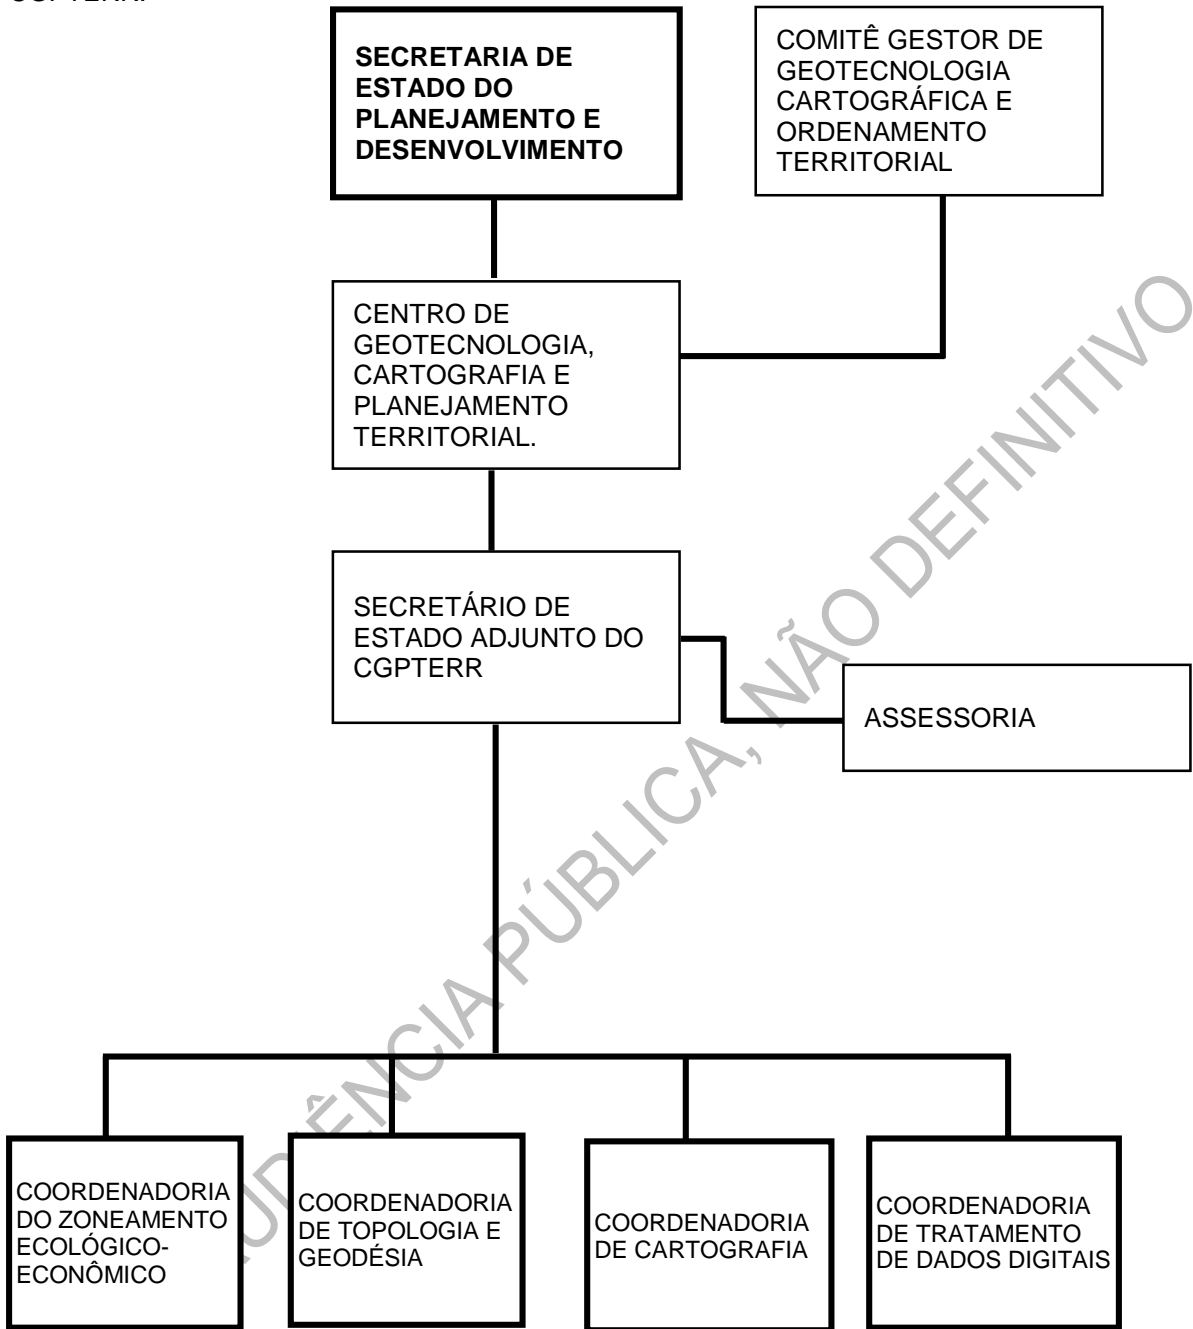 SECRETARIA DE
ESTADO DO
PLANEJAMENTO E
DESENVOLVIMENTO
COMITÊ GESTOR DE
GEOTECNOLOGIA
CARTOGRÁFICA E
ORDENAMENTO
TERRITORIAL
CENTRO DE
GEOTECNOLOGIA,
CARTOGRAFIA E
PLANEJAMENTO
TERRITORIAL.
SECRETÁRIO DE
ESTADO ADJUNTO DO
CGPTERR
ASSESSORIA
COORDENADORIA
DO ZONEAMENTO
ECOLÓGICO-
ECONÔMICO
COORDENADORIA
DE TOPOLOGIA E
GEODÉSIA
COORDENADORIA
DE CARTOGRAFIA
COORDENADORIA
DE TRATAMENTO
DE DADOS DIGITAIS
AUDIÊNCIA PÚBLICA, NÃO DEFINITIVO